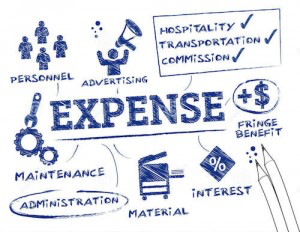 HOSPITALITY ✓
TRANSPORTATION ✓
COMMISSION ✓
PERSONNEL
ADVERTISING
EXPENSE
+$
FRINGE
BENEFIT
MAINTENANCE
%
INTEREST
ADMINISTRATION
MATERIAL